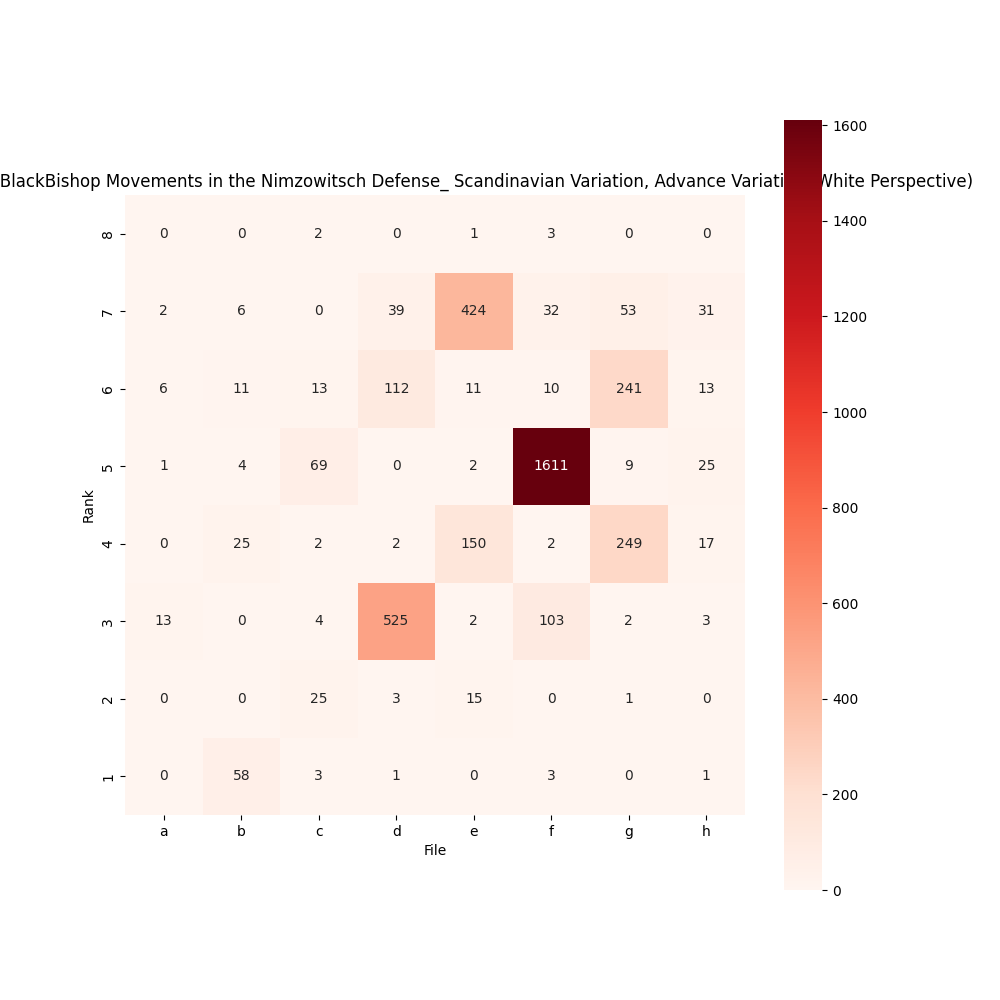 BlackBishop Movements in the Nimzowitsch Defense_ Scandinavian Variation, Advance Variati White Perspective)
8 0 0 2 0 1 3 0 0
7 2 6 0 39 424 32 53 31
6 6 11 13 112 11 10 241 13
5 1 4 69 0 2 1611 9 25
4 0 25 2 2 150 2 249 17
3 13 0 4 525 2 103 2 3
2 0 0 25 3 15 0 1 0
1 0 58 3 1 0 3 0 1
a b c d e f g h
File
Rank
1600
1400
1200
1000
800
600
400
200
0